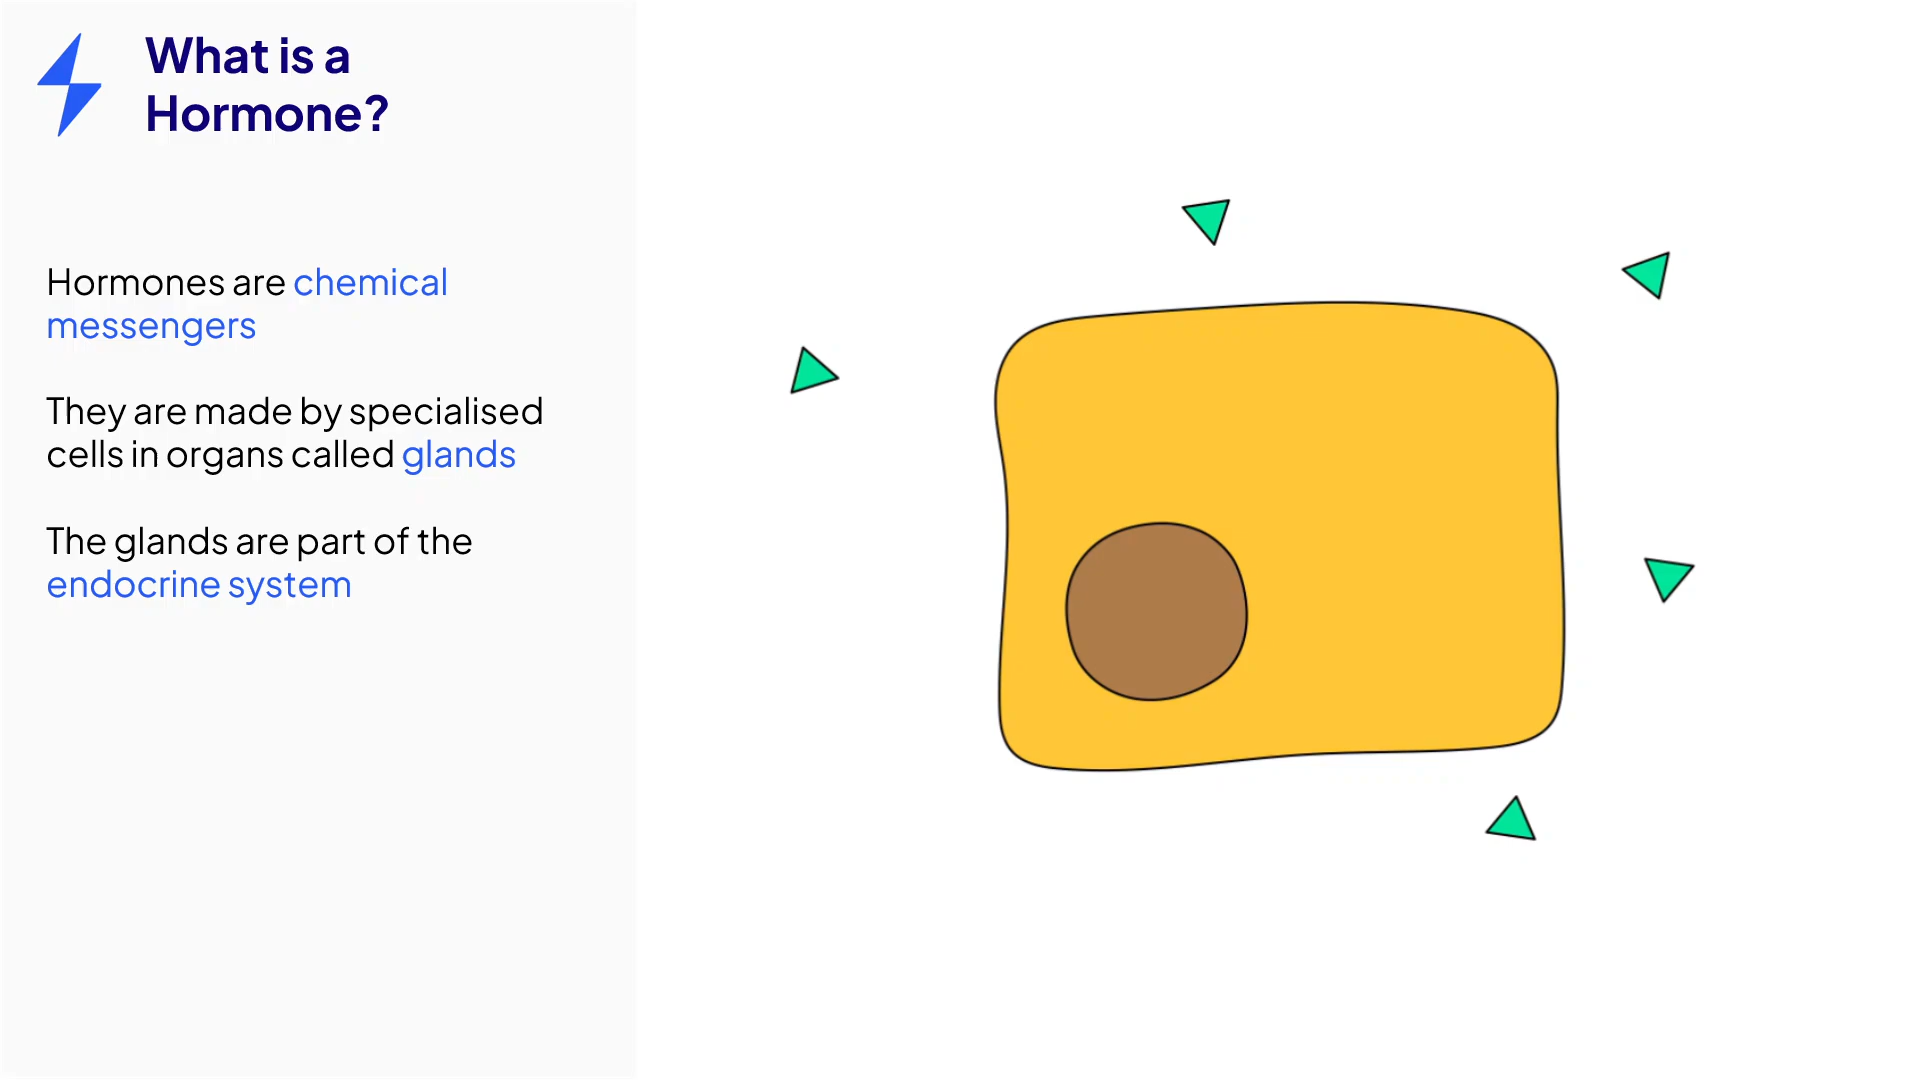 What is a
Hormone?
Hormones are chemical
messengers
They are made by specialised
cells in organs called glands
The glands are part of the
endocrine system